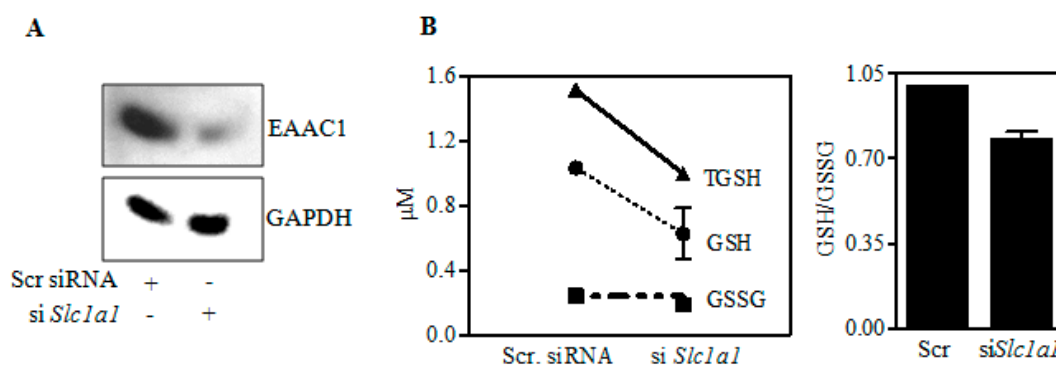 A
EAAC1
GAPDH
Scr siRNA + -
si Slc1a1 - +
B
µM
1.6
1.2
0.8
0.4
0.0
TGSH
GSH
GSSG
Scr. siRNA si Slc1a1
GSH/GSSG
1.05
0.70
0.35
0.00
Scr siSlc1a1